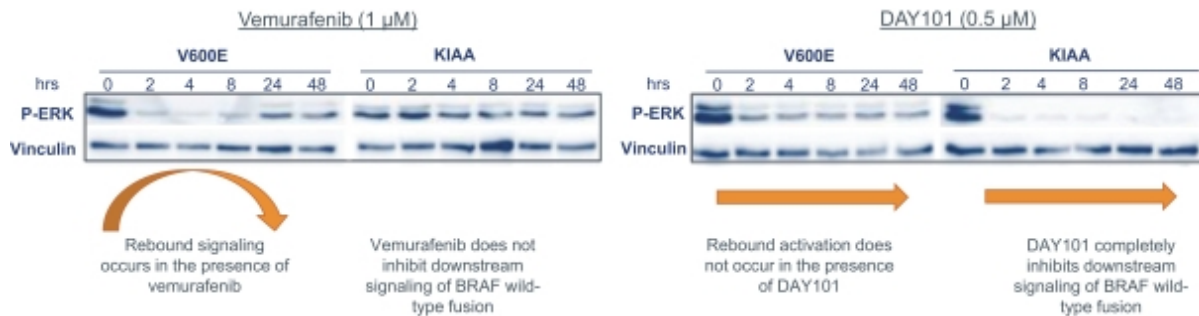 Vemurafenib (1 µM)
V600E
KIAA
hrs 0 2 4 8 24 48 0 2 4 8 24 48
P-ERK
Vinculin
Rebound signaling
occurs in the presence of
vemurafenib
Vemurafenib does not
inhibit downstream
signaling of BRAF wild-
type fusion
DAY101 (0.5 µM)
V600E
KIAA
hrs 0 2 4 8 24 48 0 2 4 8 24 48
P-ERK
Vinculin
Rebound activation does
not occur in the presence
of DAY101
DAY101 completely
inhibits downstream
signaling of BRAF wild-
type fusion